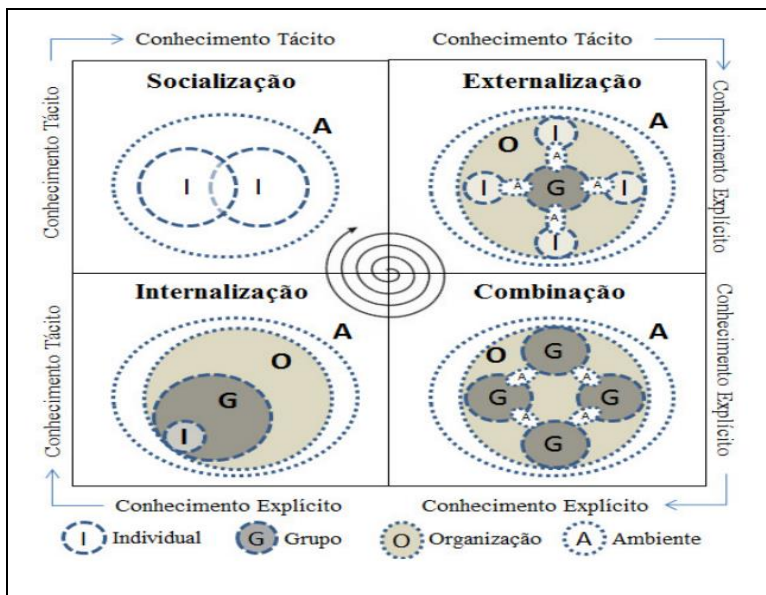 Conhecimento Tácito
Conhecimento Tácito
Conhecimento Tácito
Socialização
A
I
I
Externalização
A
O
I
A
I
A
G
A
I
A
I
Conhecimento Explícito
Conhecimento Tácito
Internalização
A
O
G
I
Combinação
A
O
G
A
A
G
G
A
A
G
Conhecimento Explícito
Conhecimento Explícito
Conhecimento Explícito
I Individual
G Grupo
O Organização
A Ambiente